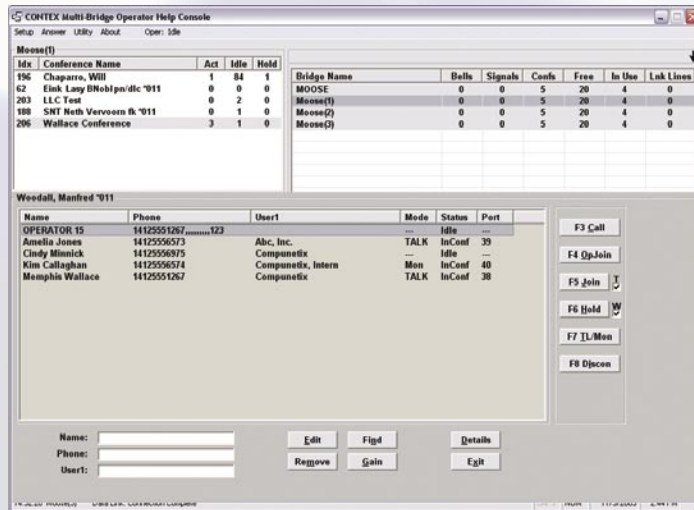 CONTEX Multi-Bridge Operator Help Console
Setup Answer Utility About Oper: Idle
Moose(1)
Idx Conference Name Act Idle Hold
196 Chaparro, Will 1 84 1
62 Eink Lasy BNoblpn/dlc *011 0 0 0
203 LLC Test 0 2 0
188 SNT Neth Vervoorn fk *011 0 1 0
206 Wallace Conference 3 1 0
Bridge Name Bells Signals Confs Free In Use Lnk Lines
MOOSE 0 0 5 20 4 0
Moose(1) 0 0 5 20 4 0
Moose(2) 0 0 5 20 4 0
Moose(3) 0 0 5 20 4 0
Woodall, Manfred *011
Name Phone User1 Mode Status Port
OPERATOR 15 14125551267,,,,,,,,,123 --- Idle ---
Amelia Jones 14125556573 Abc, Inc. TALK InConf 39
Cindy Minnick 14125556975 Compunetix --- Idle ---
Kim Callaghan 14125556574 Compunetix, Intern Mon InConf 40
Memphis Wallace 14125551267 Compunetix TALK InConf 38
F3 Call
F4 OpJoin
F5 Join T
F6 Hold W
F7 TL/Mon
F8 Discon
Name:
Phone:
User1:
Edit Find Details
Remove Gain Exit
Data Link Connection Complete